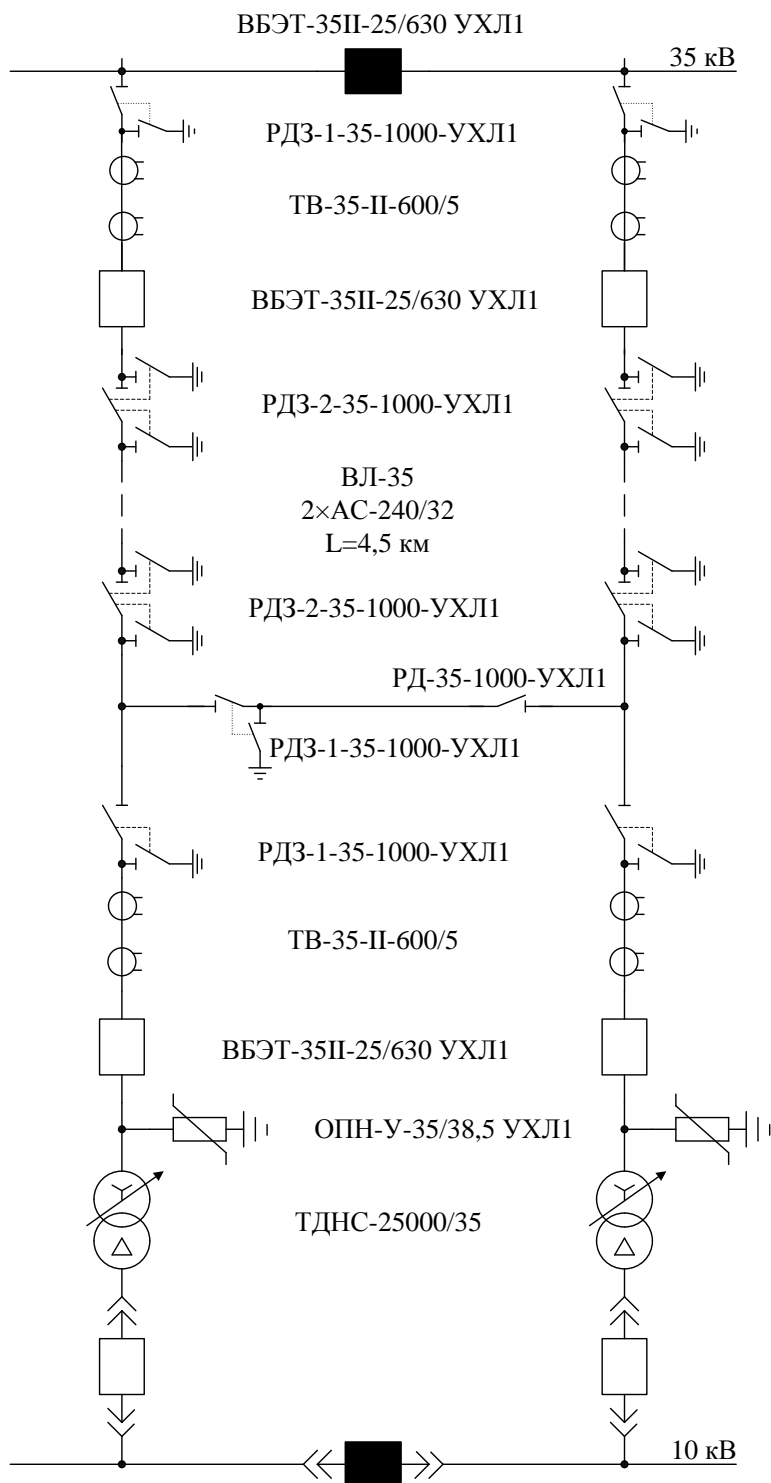 ВБЭТ-35II-25/630 УХЛ1
35 кВ
РДЗ-1-35-1000-УХЛ1
ТВ-35-II-600/5
ВБЭТ-35II-25/630 УХЛ1
РДЗ-2-35-1000-УХЛ1
ВЛ-35
2×АС-240/32
L=4,5 км
РДЗ-2-35-1000-УХЛ1
РД-35-1000-УХЛ1
РДЗ-1-35-1000-УХЛ1
РДЗ-1-35-1000-УХЛ1
ТВ-35-II-600/5
ВБЭТ-35II-25/630 УХЛ1
ОПН-У-35/38,5 УХЛ1
ТДНС-25000/35
10 кВ